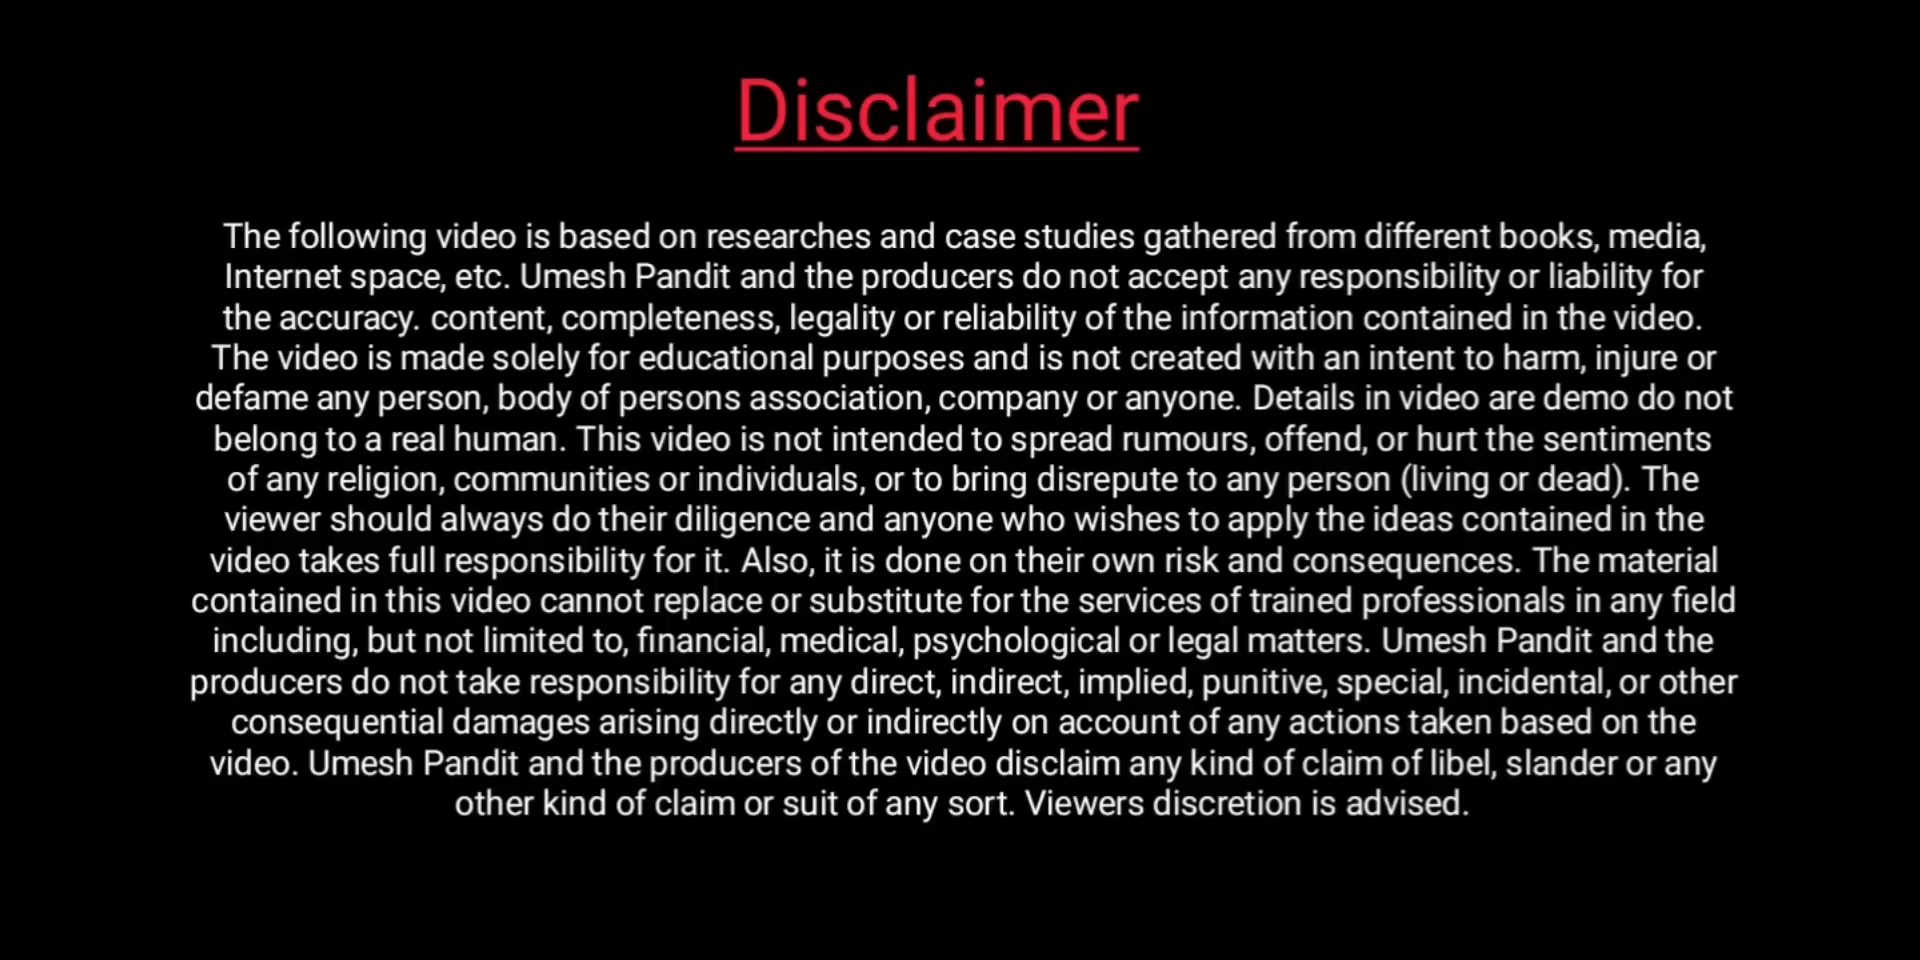 Disclaimer
The following video is based on researches and case studies gathered from different books, media,
Internet space, etc. Umesh Pandit and the producers do not accept any responsibility or liability for
the accuracy. content, completeness, legality or reliability of the information contained in the video.
The video is made solely for educational purposes and is not created with an intent to harm, injure or
defame any person, body of persons association, company or anyone. Details in video are demo do not
belong to a real human. This video is not intended to spread rumours, offend, or hurt the sentiments
of any religion, communities or individuals, or to bring disrepute to any person (living or dead). The
viewer should always do their diligence and anyone who wishes to apply the ideas contained in the
video takes full responsibility for it. Also, it is done on their own risk and consequences. The material
contained in this video cannot replace or substitute for the services of trained professionals in any field
including, but not limited to, financial, medical, psychological or legal matters. Umesh Pandit and the
producers do not take responsibility for any direct, indirect, implied, punitive, special, incidental, or other
consequential damages arising directly or indirectly on account of any actions taken based on the
video. Umesh Pandit and the producers of the video disclaim any kind of claim of libel, slander or any
other kind of claim or suit of any sort. Viewers discretion is advised.